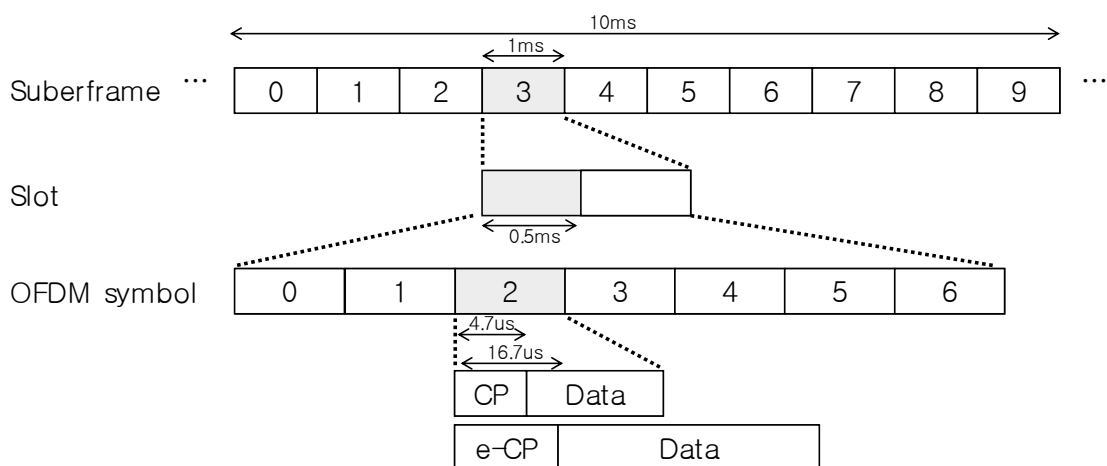 10ms
1ms
… Suberframe 0 1 2 3 4 5 6 7 8 9 …
Slot
0.5ms
OFDM symbol 0 1 2 3 4 5 6
4.7us
16.7us
CP Data
e-CP Data